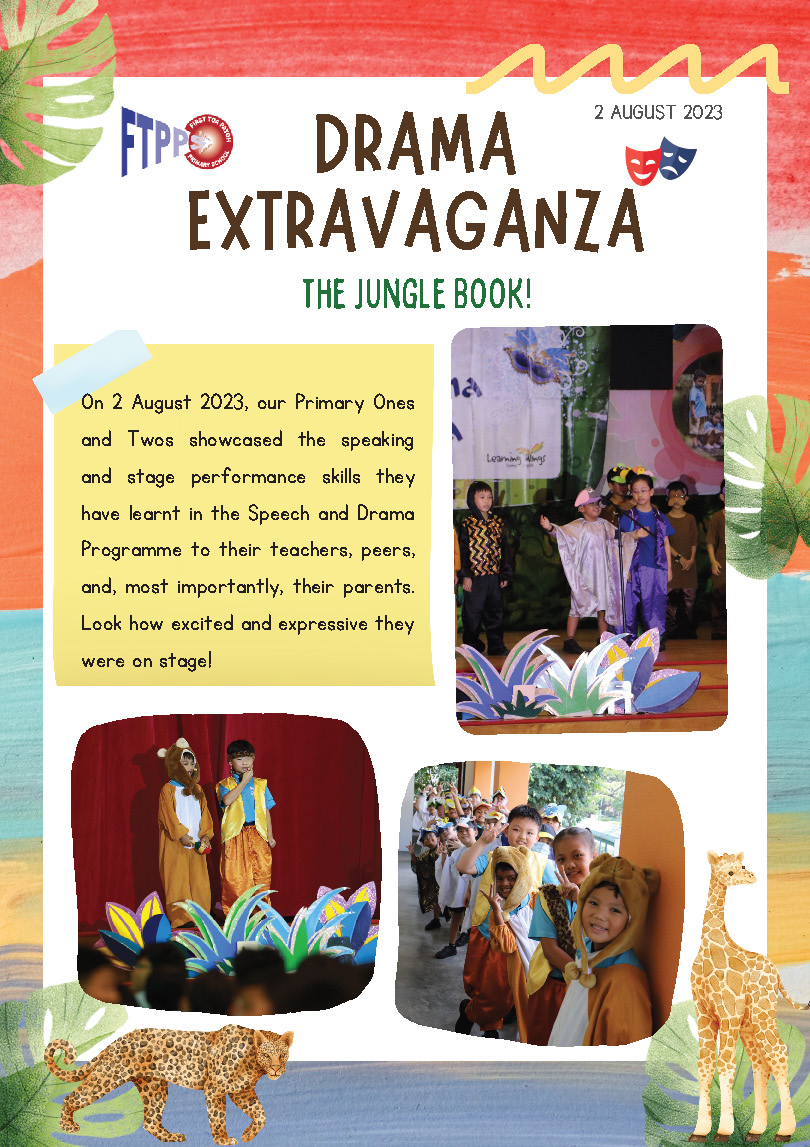 2 AUGUST 2023
FTPPS
FIRST TOA PAYOH
PRIMARY SCHOOL
DRAMA
EXTRAVAGANZA
THE JUNGLE BOOK!
On 2 August 2023, our Primary Ones
and Twos showcased the speaking
and stage performance skills they
have learnt in the Speech and Drama
Programme to their teachers, peers,
and, most importantly, their parents.
Look how excited and expressive they
were on stage!
Learning Wings